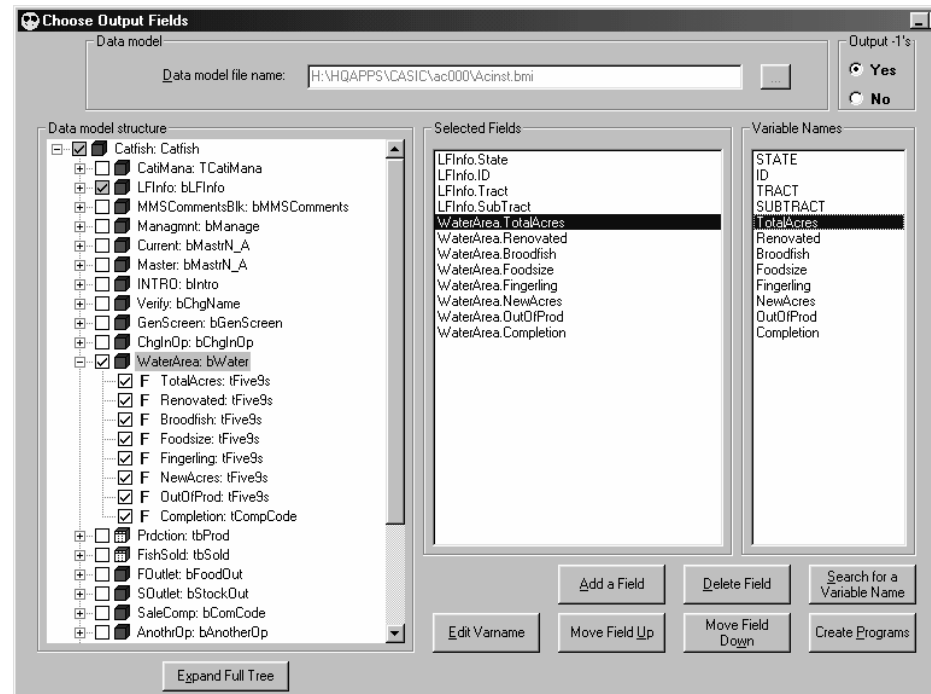 Choose Output Fields
Data model
Data model file name: H:\HQAPPS\CASIC\ac000\Acinst.bmi ...
Output -1's
Yes
No
Data model structure
Catfish: Catfish
CatiMana: TCatiMana
LFInfo: bLFInfo
MMSCommentsBlk: bMMSComments
Managmnt: bManage
Current: bMastrN_A
Master: bMastrN_A
INTRO: bIntro
Verify: bChgName
GenScreen: bGenScreen
ChgInOp: bChgInOp
WaterArea: bWater
F TotalAcres: tFive9s
F Renovated: tFive9s
F Broodfish: tFive9s
F Foodsize: tFive9s
F Fingerling: tFive9s
F NewAcres: tFive9s
F OutOfProd: tFive9s
F Completion: tCompCode
Prdction: tbProd
FishSold: tbSold
FOutlet: bFoodOut
SOutlet: bStockOut
SaleComp: bComCode
AnothrOp: bAnotherOp
Expand Full Tree
Selected Fields
LFInfo.State
LFInfo.ID
LFInfo.Tract
LFInfo.SubTract
WaterArea.TotalAcres
WaterArea.Renovated
WaterArea.Broodfish
WaterArea.Foodsize
WaterArea.Fingerling
WaterArea.NewAcres
WaterArea.OutOfProd
WaterArea.Completion
Variable Names
STATE
ID
TRACT
SUBTRACT
TotalAcres
Renovated
Broodfish
Foodsize
Fingerling
NewAcres
OutOfProd
Completion
Add a Field
Delete Field
Search for a
Variable Name
Edit Varname
Move Field Up
Move Field
Down
Create Programs